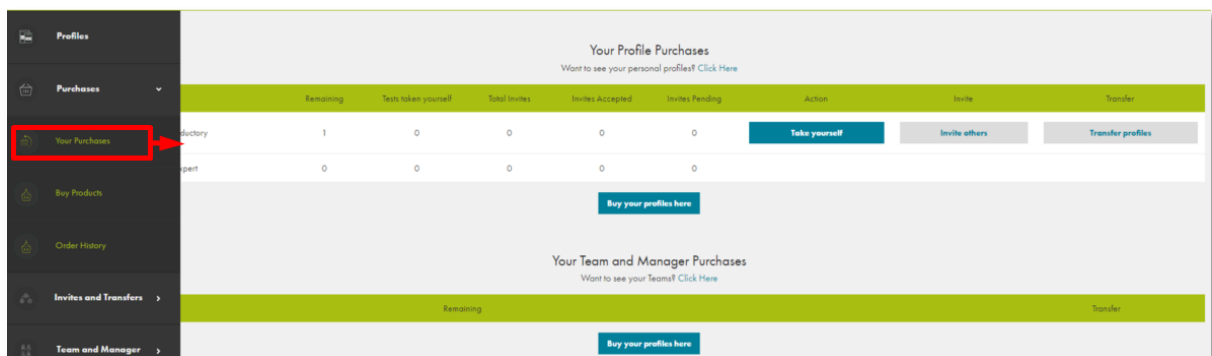 Profiles
Purchases
Your Purchases
Buy Products
Order History
Invites and Transfers
Team and Manager
Your Profile Purchases
Want to see your personal profiles? Click Here
Remaining Tests taken yourself Total Invites Invites Accepted Invites Pending Action Invite Transfer
ductory 1 0 0 0 0 Take yourself Invite others Transfer profiles
xpert 0 0 0 0 0
Buy your profiles here
Your Team and Manager Purchases
Want to see your Teams? Click Here
Remaining Transfer
Buy your profiles here